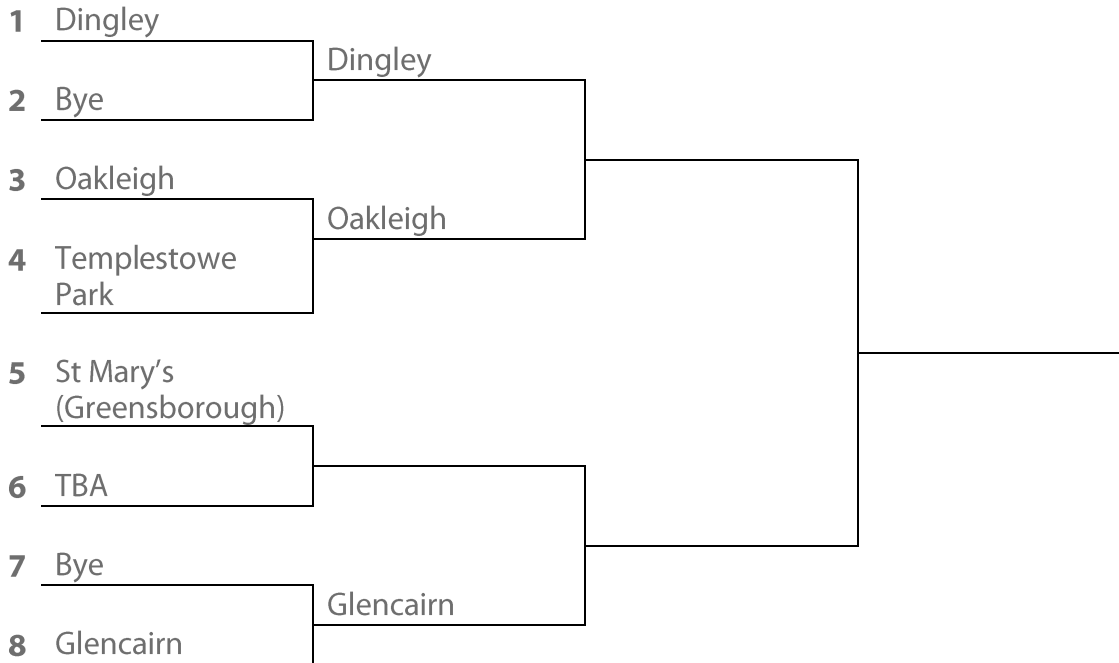 1 Dingley
Dingley
2 Bye
3 Oakleigh
Oakleigh
4 Templestowe
Park
5 St Mary’s
(Greensborough)
6 TBA
7 Bye
Glencairn
8 Glencairn